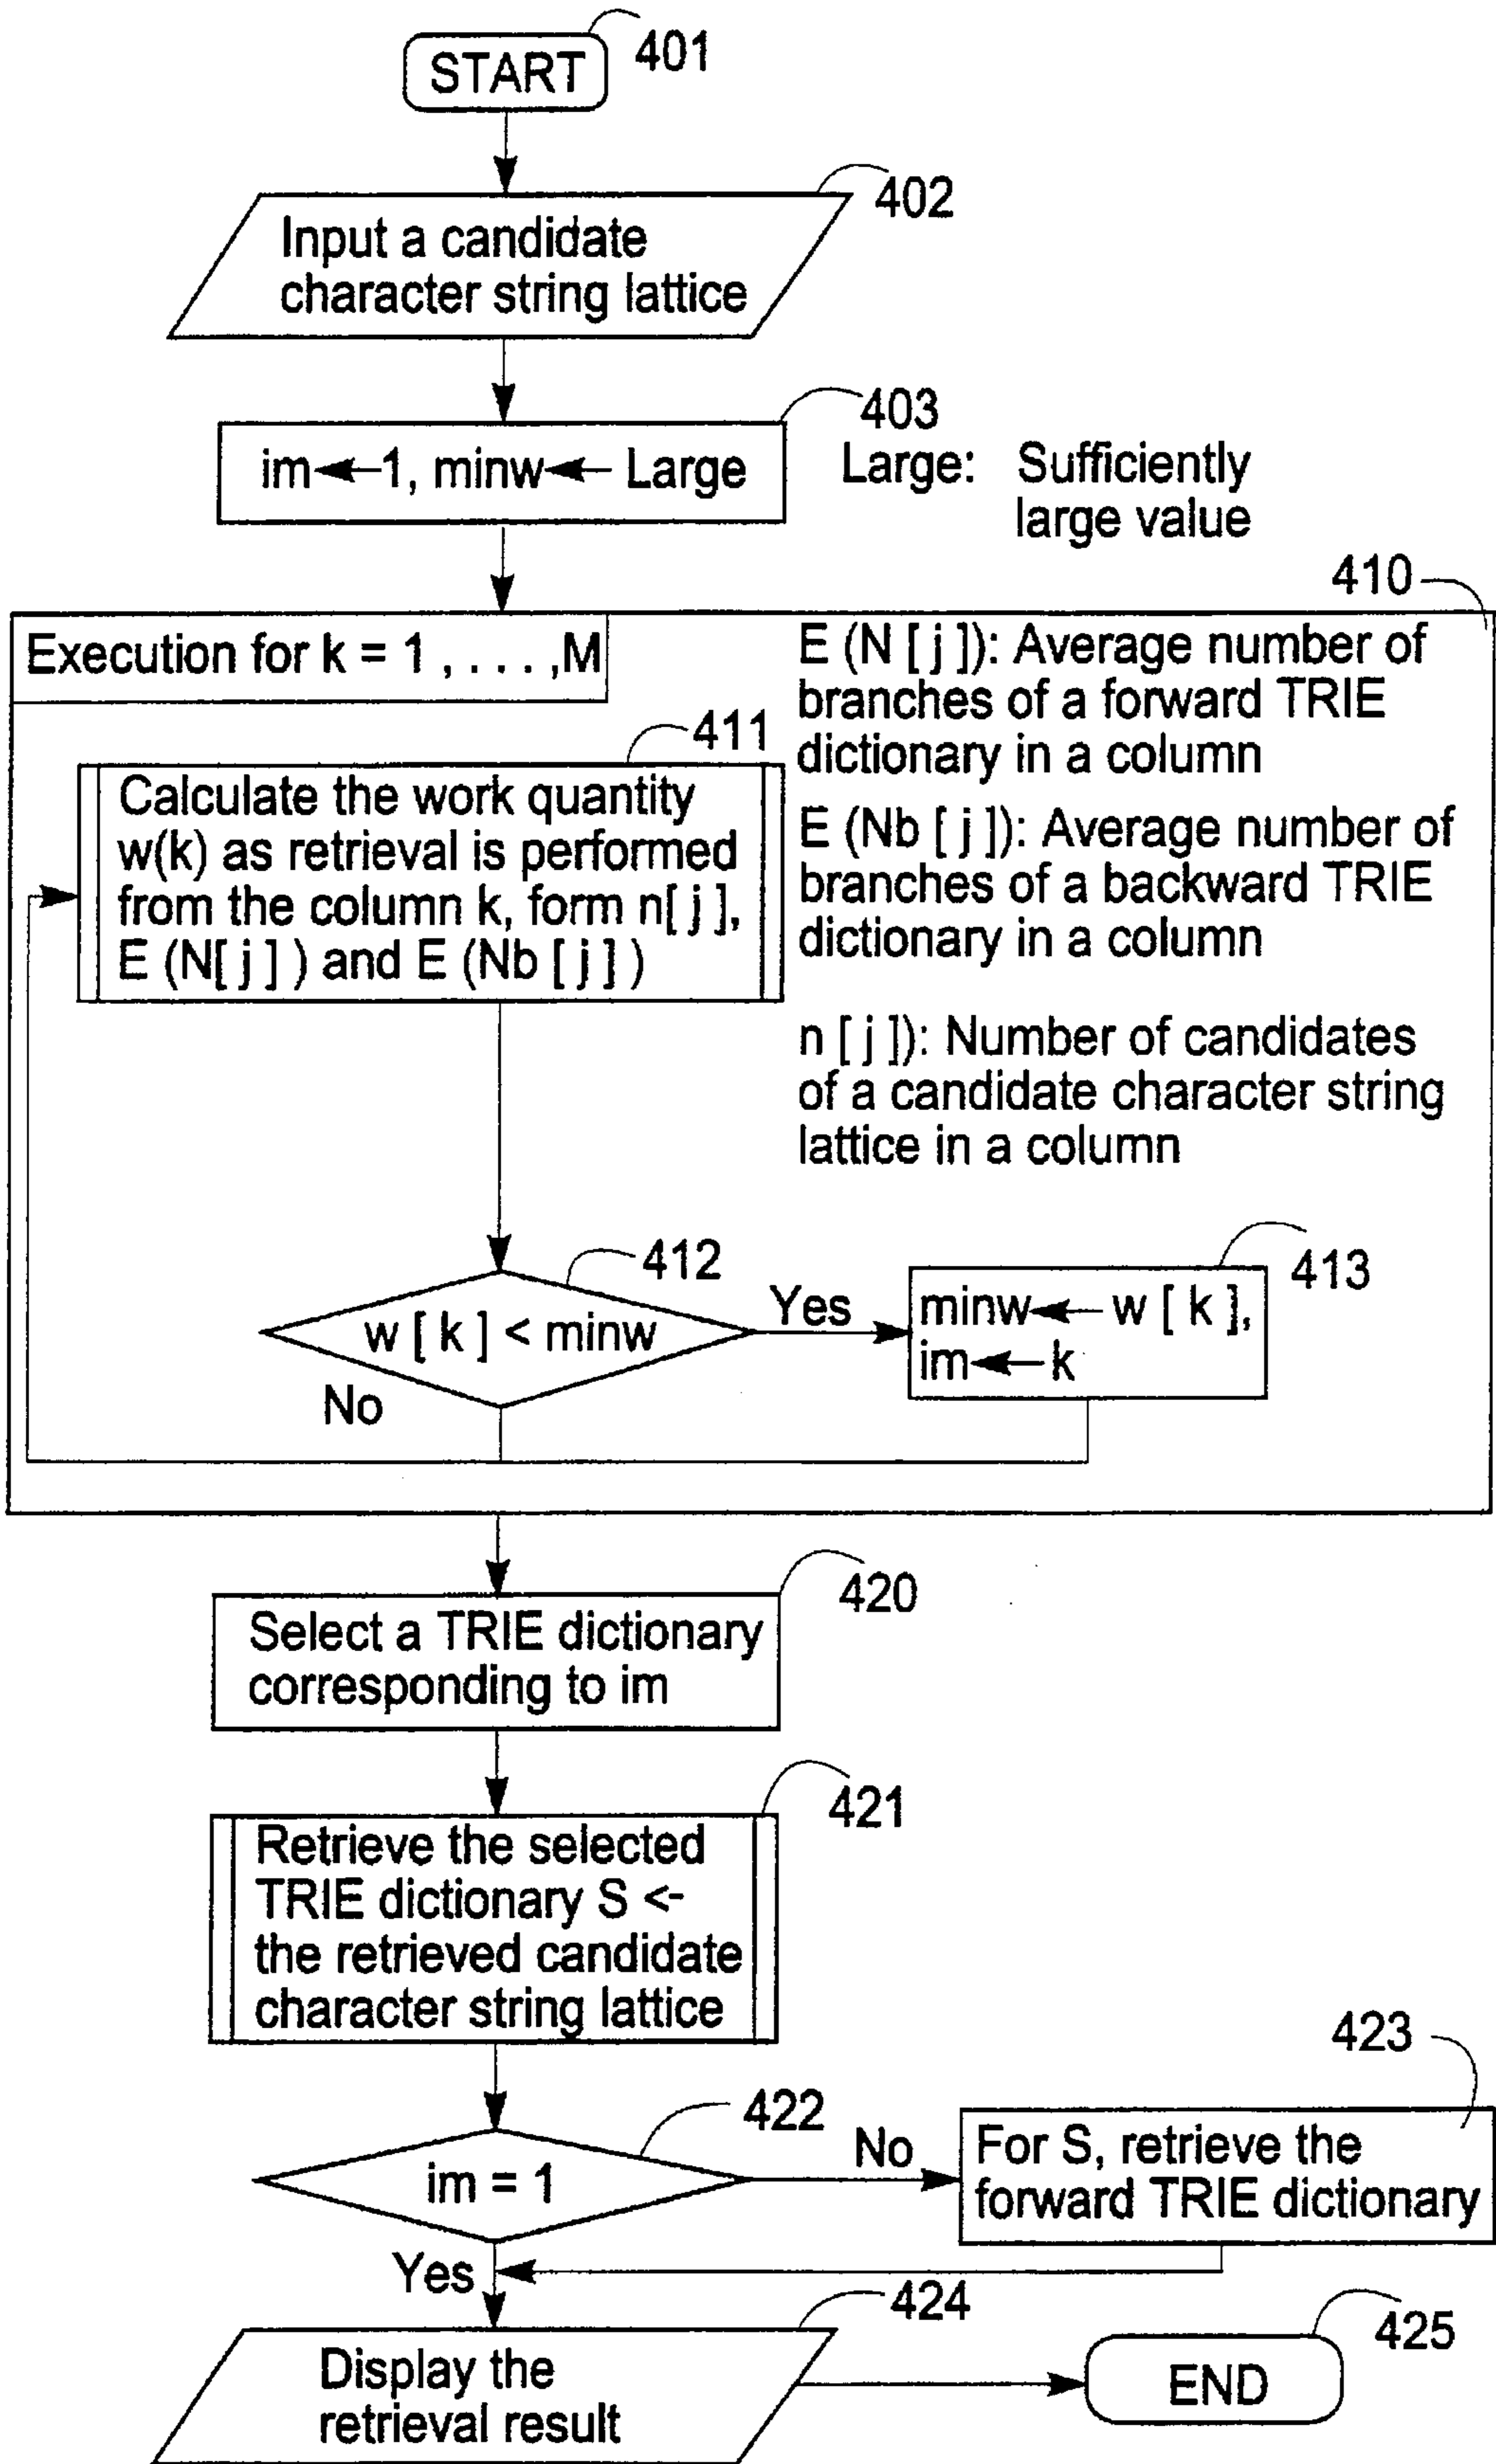 401
START
402
Input a candidate
character string lattice
403
im←1, minw← Large
Large: Sufficiently
large value
410
Execution for k = 1 , . . . ,M
E (N [ j ]): Average number of
branches of a forward TRIE
dictionary in a column
411
Calculate the work quantity
w(k) as retrieval is performed
from the column k, form n[ j ],
E (N[ j ] ) and E (Nb [ j ] )
E (Nb [ j ]): Average number of
branches of a backward TRIE
dictionary in a column
n [ j ]): Number of candidates
of a candidate character string
lattice in a column
412
w [ k ] < minw
Yes
No
413
minw← w [ k ],
im← k
420
Select a TRIE dictionary
corresponding to im
421
Retrieve the selected
TRIE dictionary S <-
the retrieved candidate
character string lattice
422
im = 1
No
Yes
423
For S, retrieve the
forward TRIE dictionary
424
Display the
retrieval result
425
END